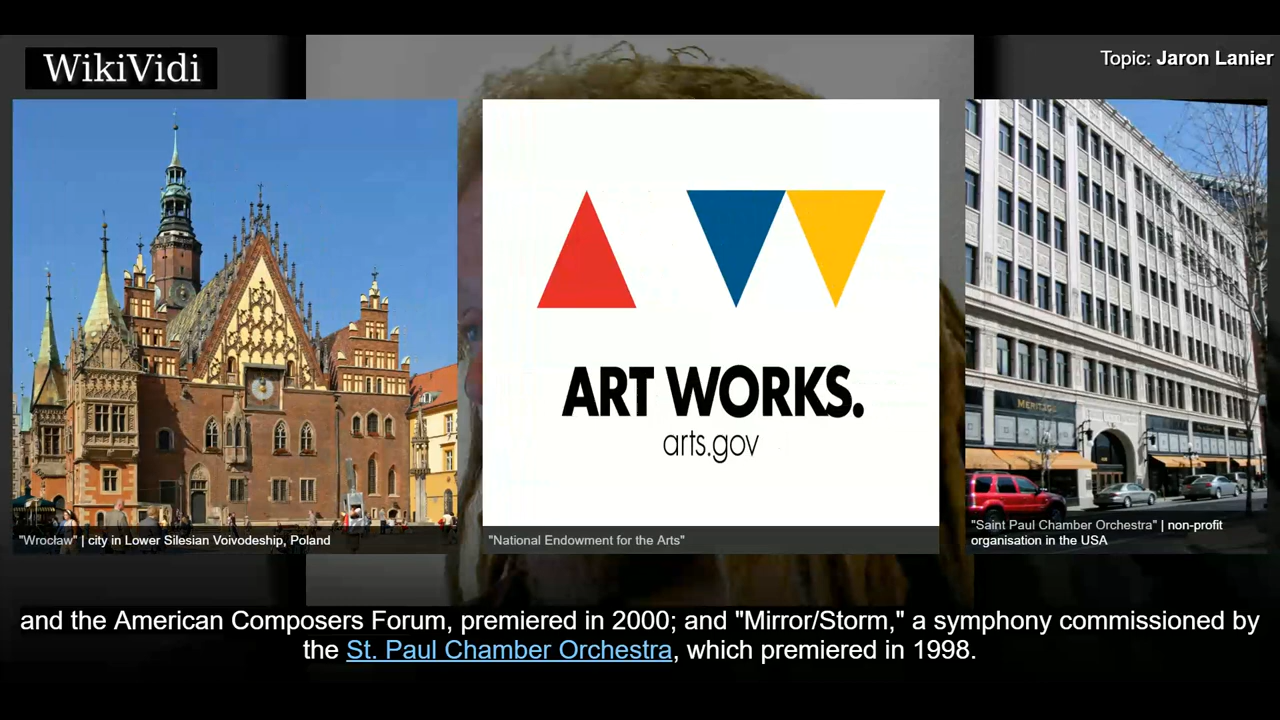 WikiVidi
Topic: Jaron Lanier
ART WORKS.
arts.gov
MERITAGE
"Wrocław" | city in Lower Silesian Voivodeship, Poland
"National Endowment for the Arts"
"Saint Paul Chamber Orchestra" | non-profit
organisation in the USA
and the American Composers Forum, premiered in 2000; and "Mirror/Storm," a symphony commissioned by
the St. Paul Chamber Orchestra, which premiered in 1998.